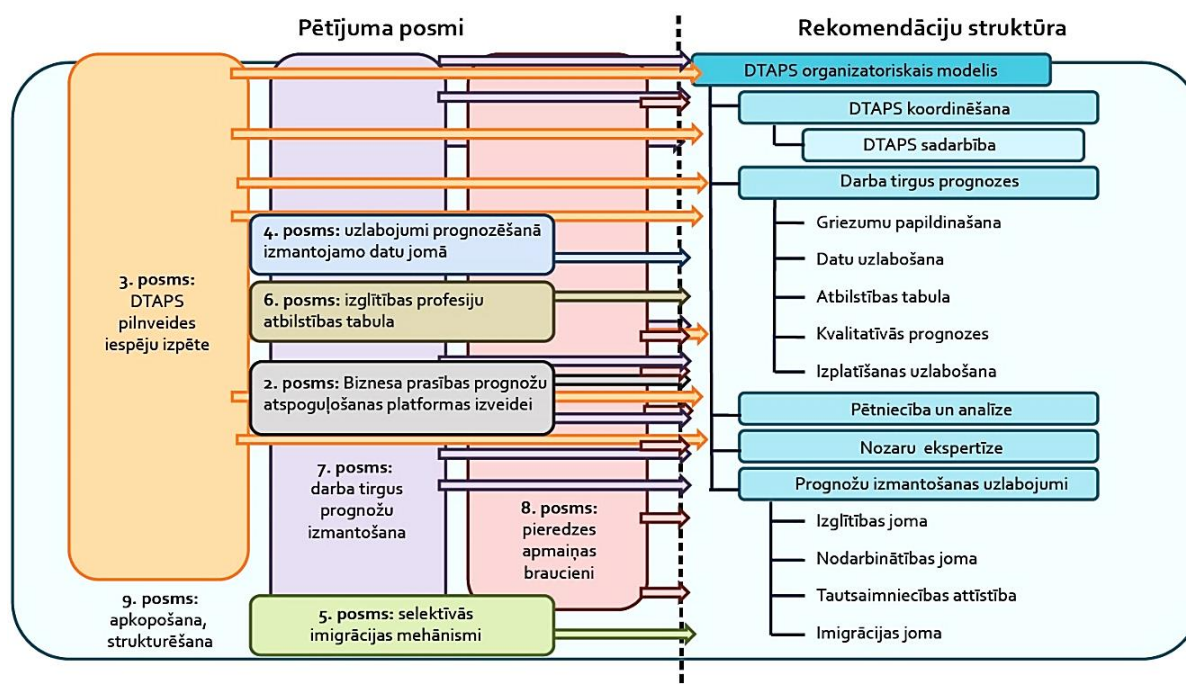 Pētījuma posmi
Rekomendāciju struktūra
3. posms:
DTAPS
pilnveides
iespēju izpēte
4. posms: uzlabojumi prognozēšanā
izmantojamo datu jomā
6. posms: izglītības profesiju
atbilstības tabula
2. posms: Biznesa prasības prognožu
atspoguļošanas platformas izveidei
7. posms:
darba tirgus
prognožu
izmantošana
8. posms:
pieredzes
apmaiņas
braucieni
9. posms:
apkopošana,
strukturēšana
5. posms: selektīvās
imigrācijas mehānismi
DTAPS organizatoriskais modelis
DTAPS koordinēšana
DTAPS sadarbība
Darba tirgus prognozes
Griezumu papildinašana
Datu uzlabošana
Atbilstības tabula
Kvalitatīvās prognozes
Izplatīšanas uzlabošana
Pētniecība un analīze
Nozaru ekspertīze
Prognožu izmantošanas uzlabojumi
Izglītības joma
Nodarbinātības joma
Tautsaimniecības attīstība
Imigrācijas joma